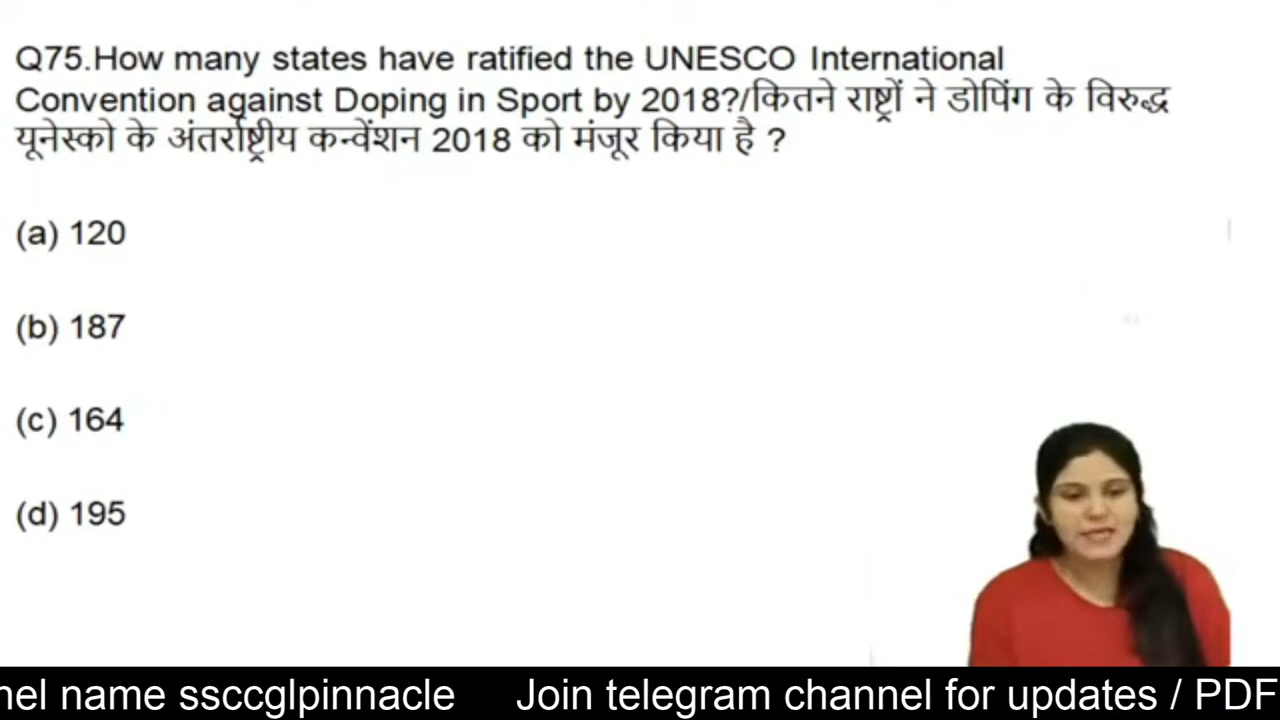 Q75.How many states have ratified the UNESCO International
Convention against Doping in Sport by 2018?/कितने राष्ट्रों ने डोपिंग के विरुद्ध
यूनेस्को के अंतर्राष्ट्रीय कन्वेंशन 2018 को मंजूर किया है ?
(a) 120
(b) 187
(c) 164
(d) 195
nel name ssccglpinnacle Join telegram channel for updates / PDF